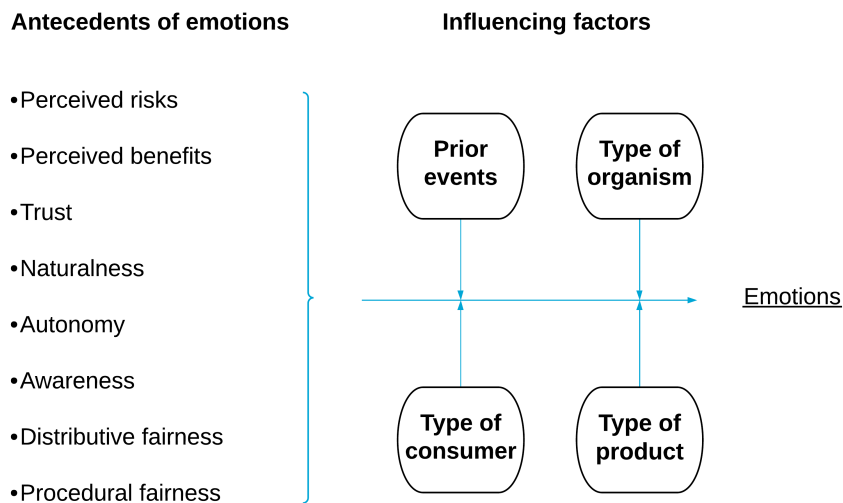 Antecedents of emotions
Influencing factors
•Perceived risks
•Perceived benefits
•Trust
•Naturalness
•Autonomy
•Awareness
•Distributive fairness
•Procedural fairness
Prior
events
Type of
organism
Type of
consumer
Type of
product
Emotions